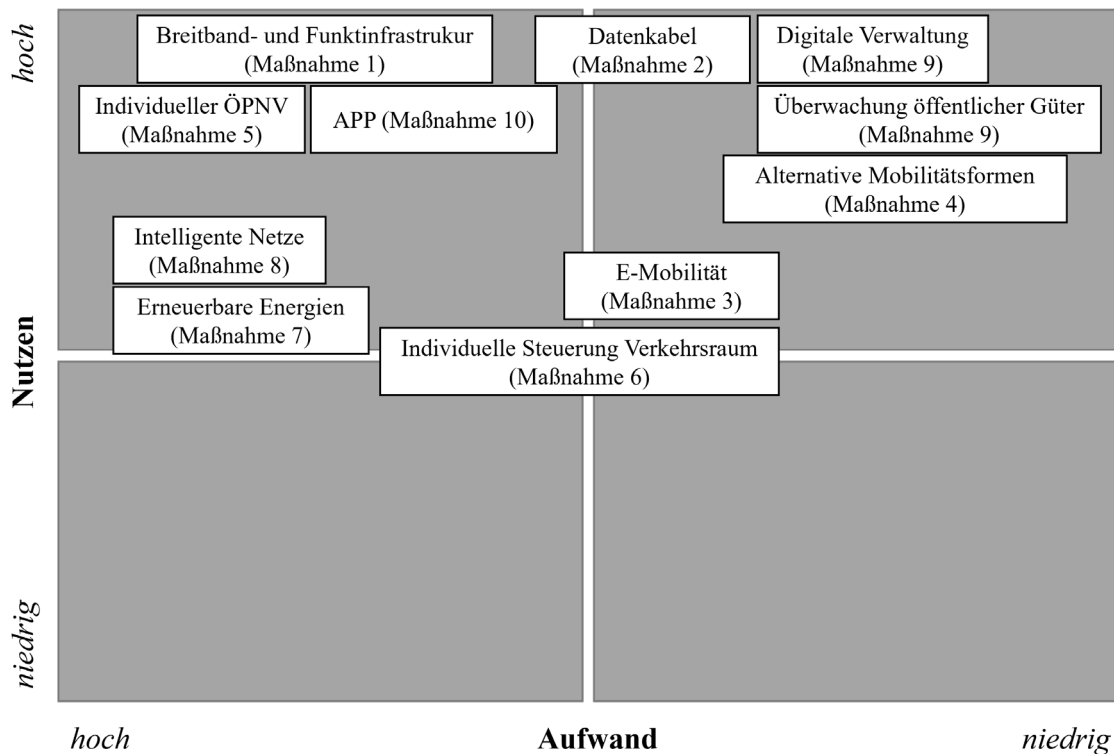 hoch
Breitband- und Funktinfrastrukur
(Maßnahme 1)
Datenkabel
(Maßnahme 2)
Digitale Verwaltung
(Maßnahme 9)
Individueller ÖPNV
(Maßnahme 5)
APP (Maßnahme 10)
Überwachung öffentlicher Güter
(Maßnahme 9)
Alternative Mobilitätsformen
(Maßnahme 4)
Intelligente Netze
(Maßnahme 8)
E-Mobilität
(Maßnahme 3)
Erneuerbare Energien
(Maßnahme 7)
Individuelle Steuerung Verkehrsraum
(Maßnahme 6)
Nutzen
niedrig
hoch
Aufwand
niedrig